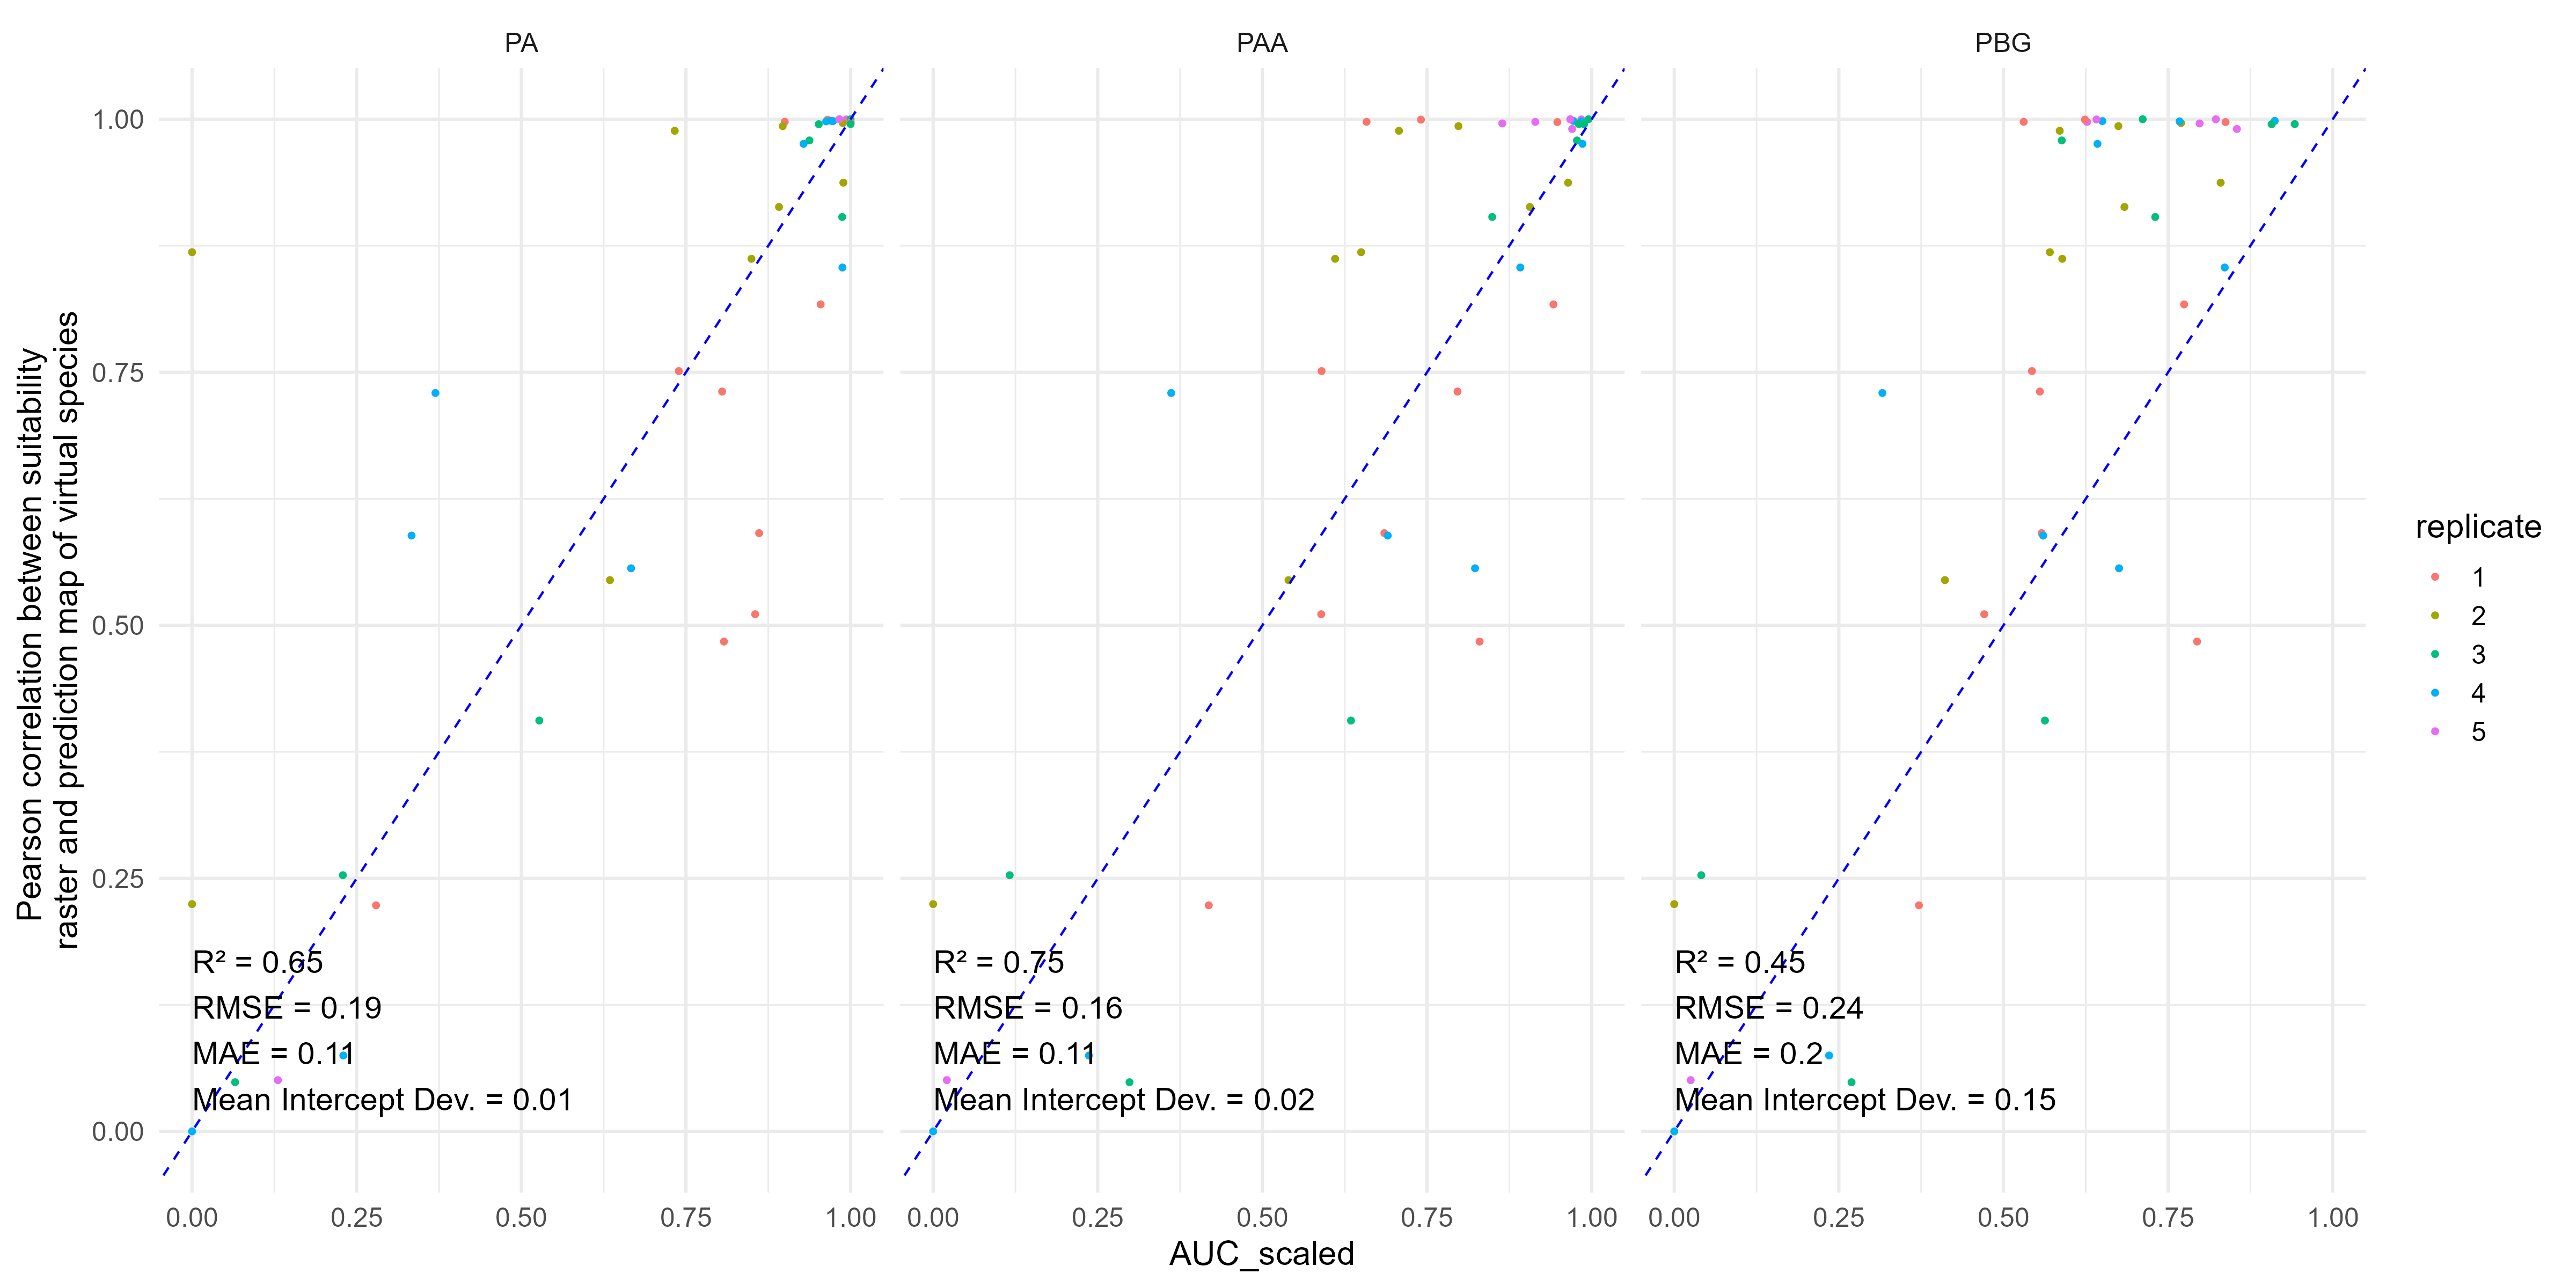 PA
PAA
PBG
Pearson correlation between suitability
raster and prediction map of virtual species
1.00
0.75
0.50
0.25
0.00
R² = 0.65
RMSE = 0.19
MAE = 0.11
Mean Intercept Dev. = 0.01
R² = 0.75
RMSE = 0.16
MAE = 0.11
Mean Intercept Dev. = 0.02
R² = 0.45
RMSE = 0.24
MAE = 0.2
Mean Intercept Dev. = 0.15
0.00 0.25 0.50 0.75 1.00
0.00 0.25 0.50 0.75 1.00
0.00 0.25 0.50 0.75 1.00
AUC_scaled
replicate
1
2
3
4
5